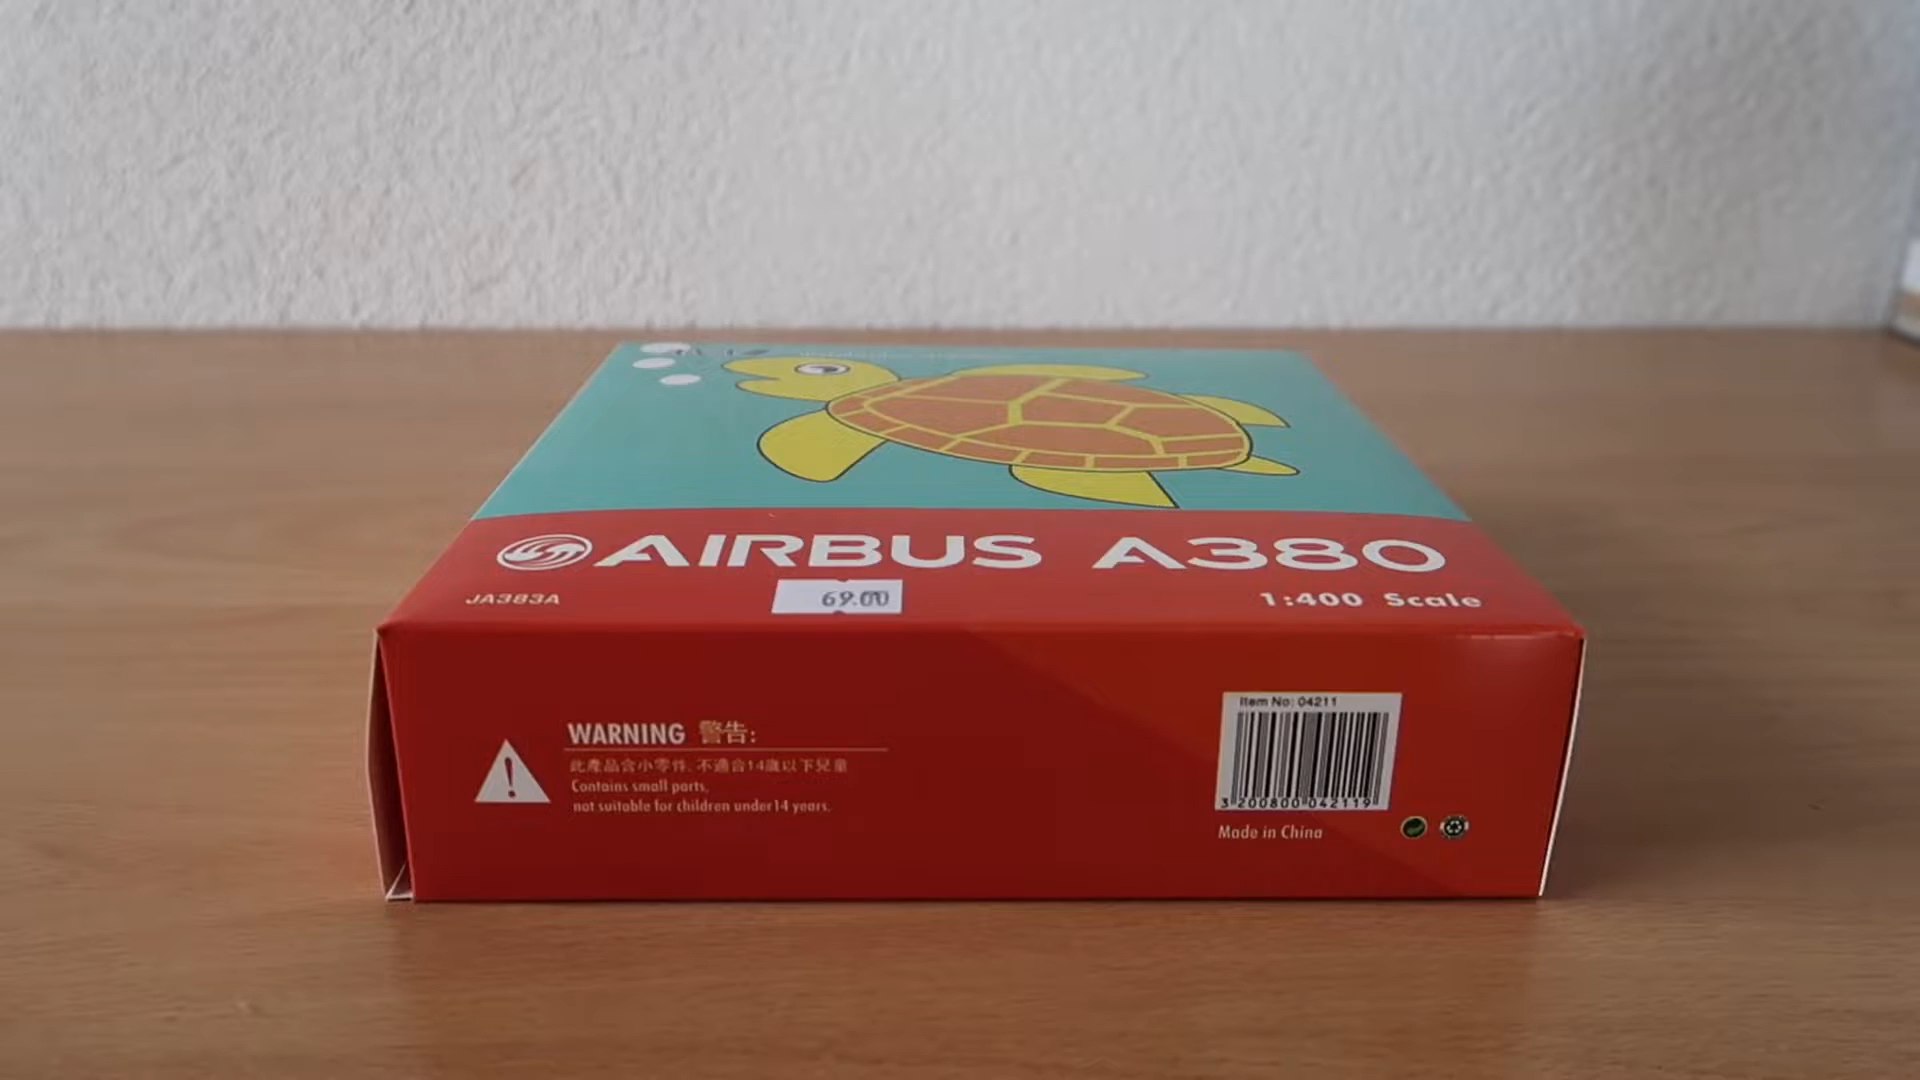 AIRBUS A380
JA383A
69.00
1:400 Scale
WARNING 警告:
此產品含小零件, 不適合14歲以下兒童
Contains small parts,
not suitable for children under14 years.
Item No: 04211
3 200800 042119
Made in China